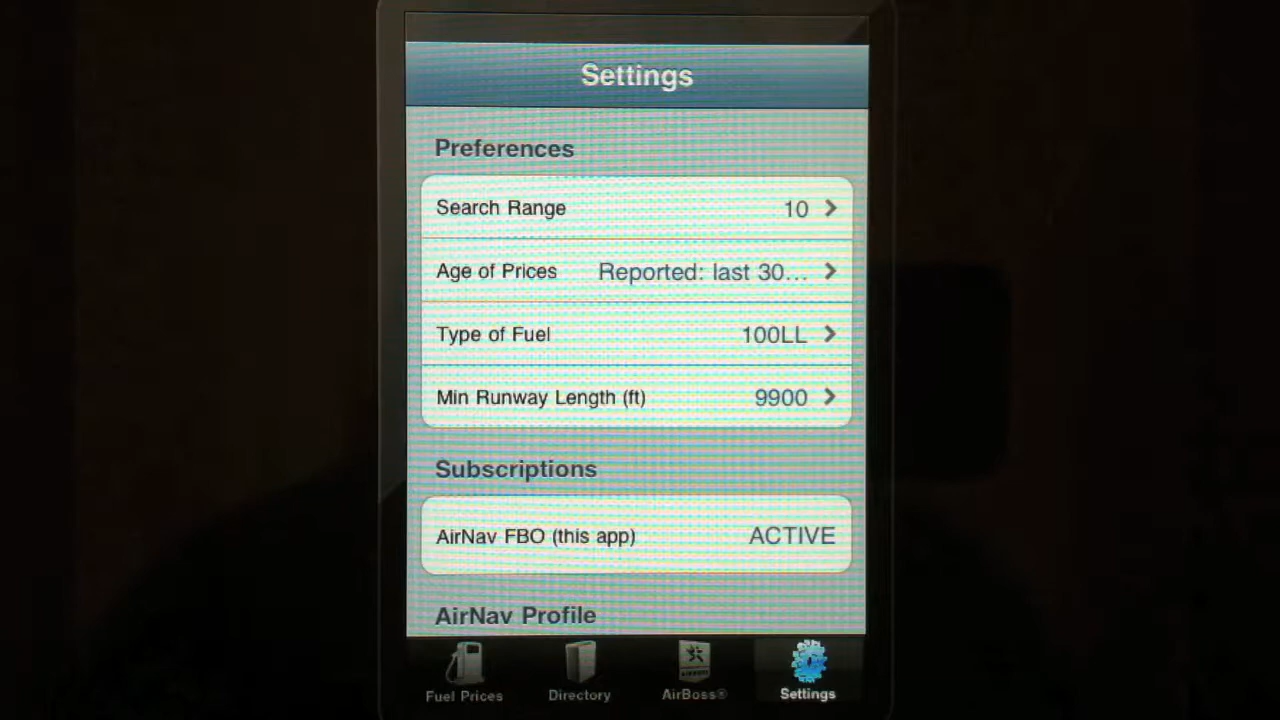 Settings
Preferences
Search Range 10
Age of Prices Reported: last 30...
Type of Fuel 100LL
Min Runway Length (ft) 9900
Subscriptions
AirNav FBO (this app) ACTIVE
AirNav Profile
Fuel Prices Directory AirBoss® Settings